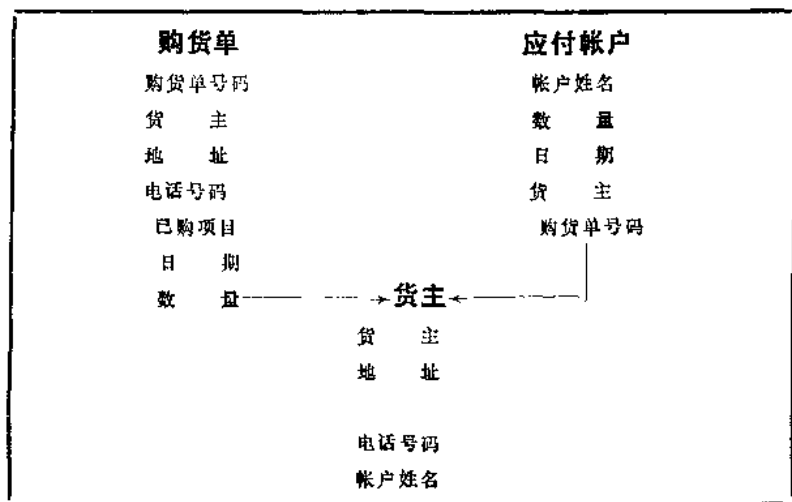 购货单
购货单号码
货 主
地 址
电话号码
已购项目
日 期
数 量
应付帐户
帐户姓名
数 量
日 期
货 主
购货单号码
货主
货 主
地 址
电话号码
帐户姓名